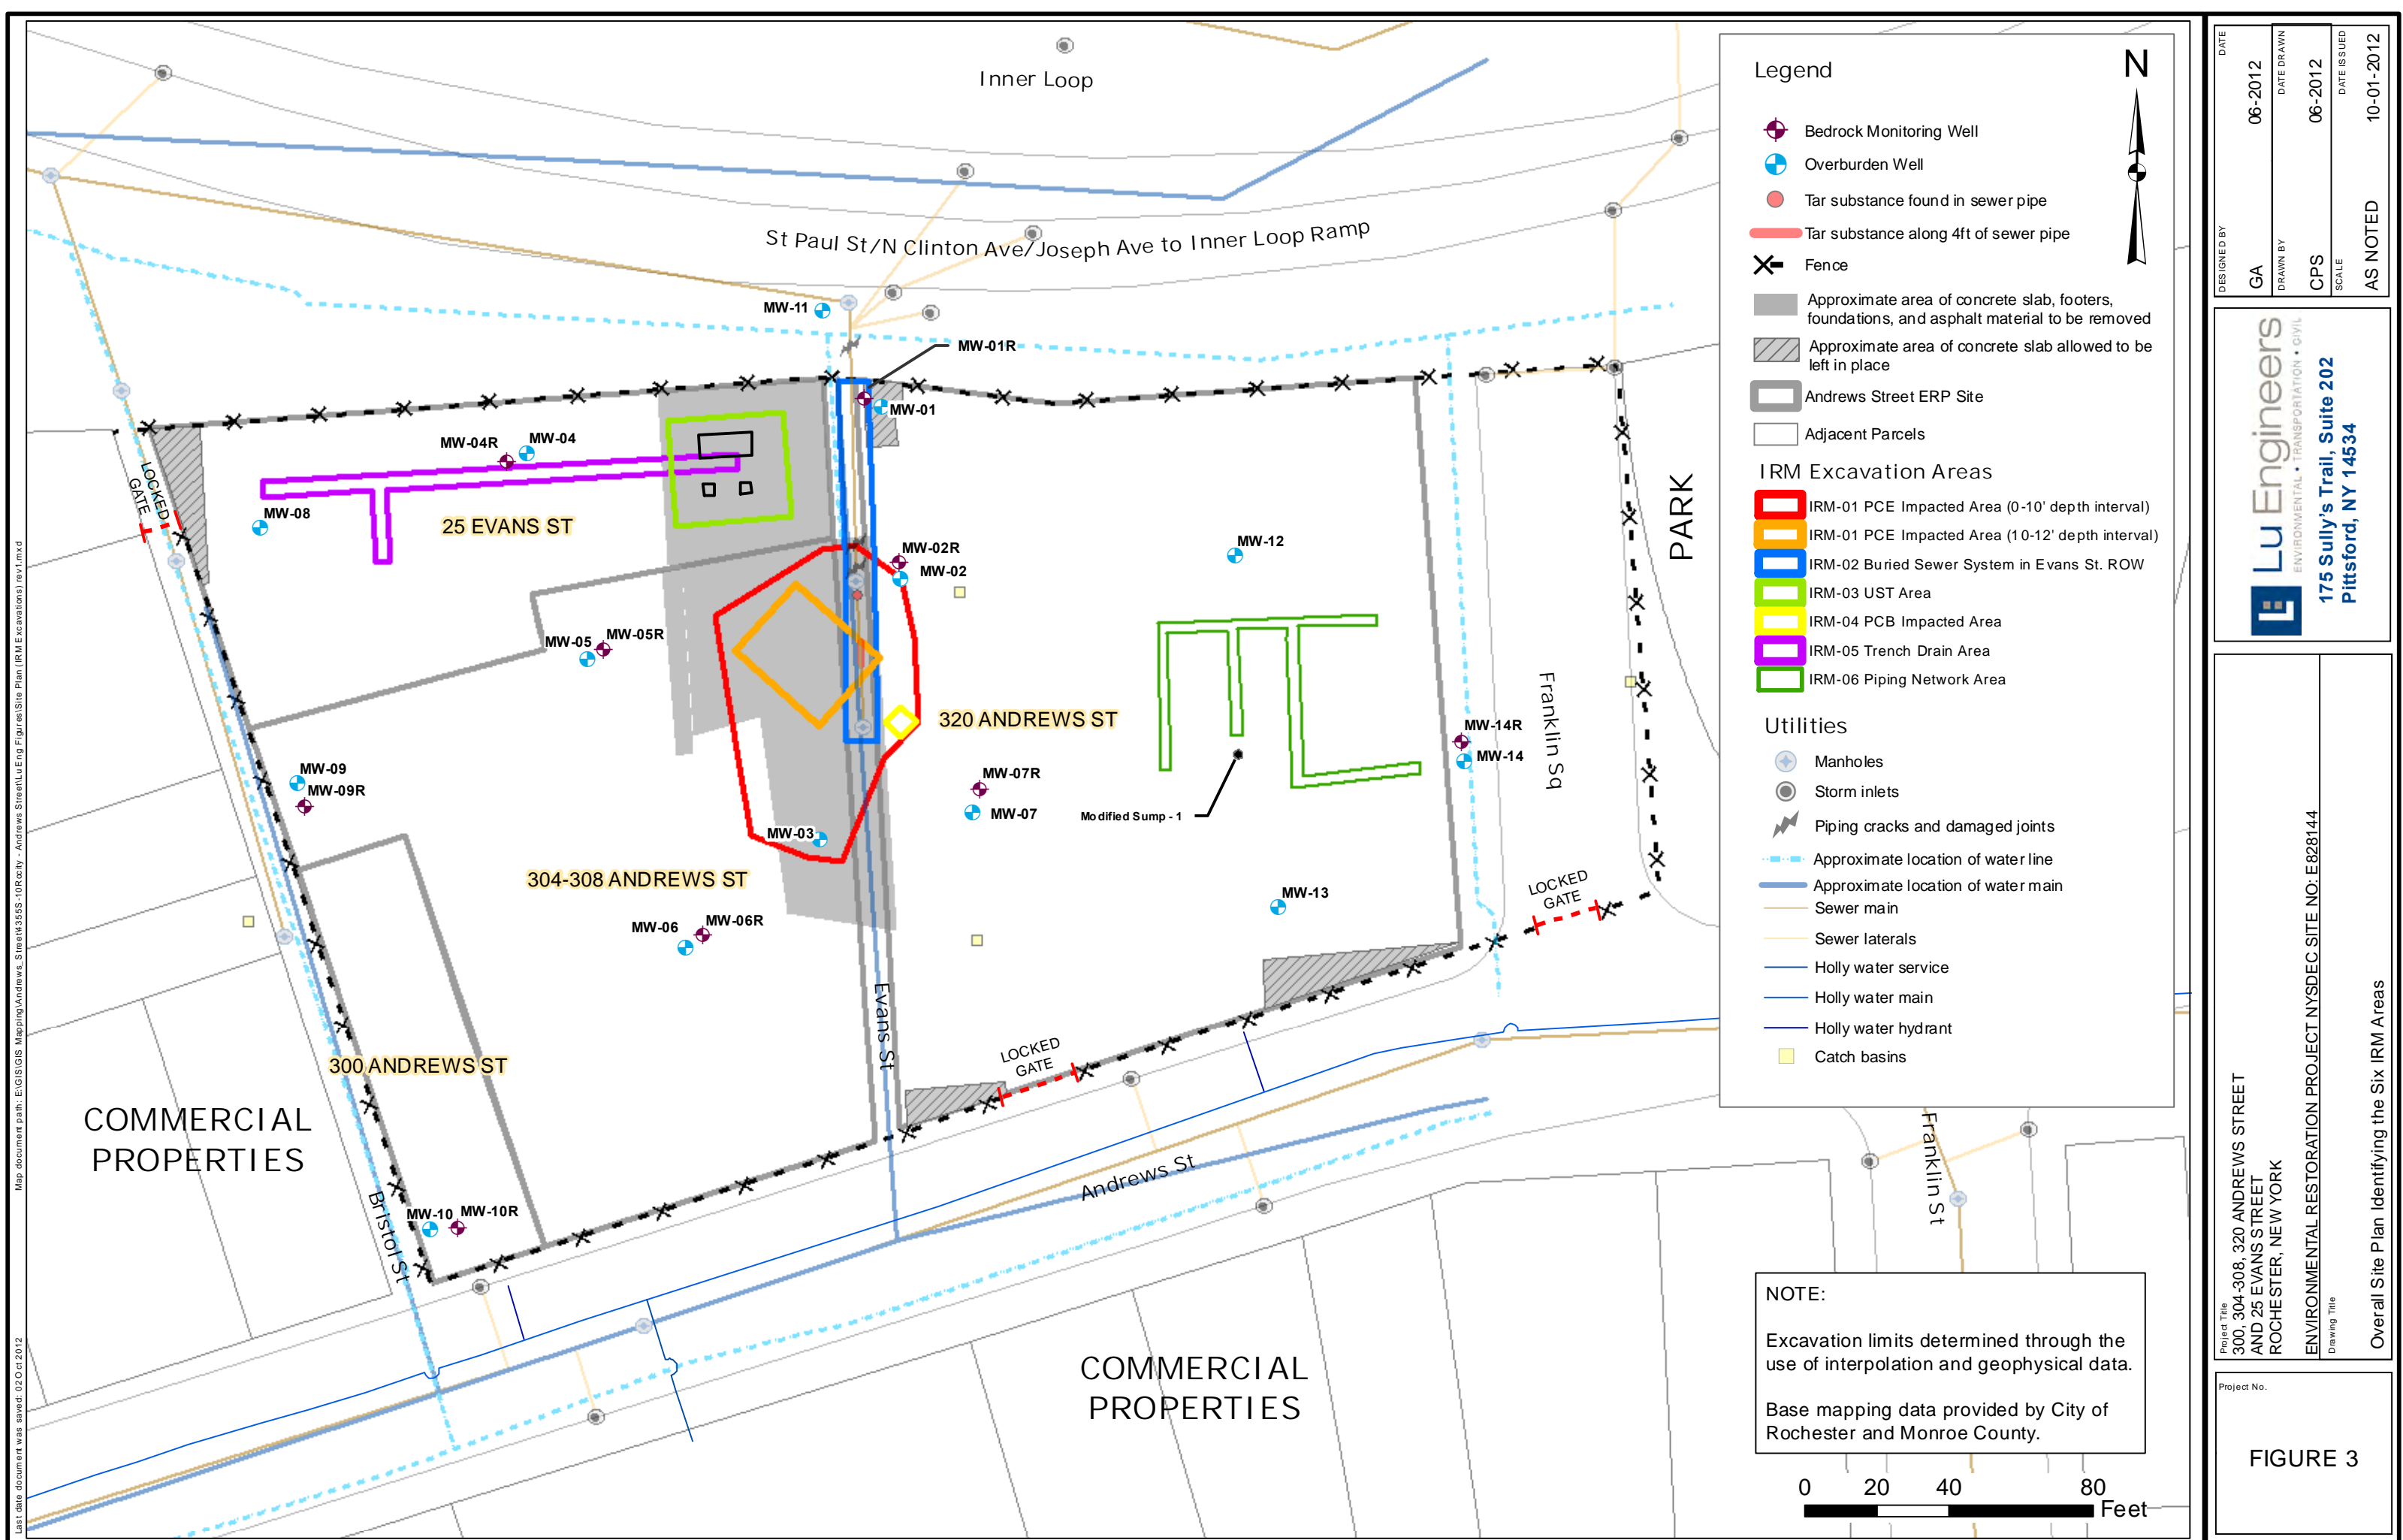 Inner Loop
St Paul St/N Clinton Ave/Joseph Ave to Inner Loop Ramp
MW-11
MW-01R
MW-01
MW-04R
MW-04
LOCKED
GATE
MW-08
25 EVANS ST
MW-02R
MW-02
MW-12
PARK
MW-05
MW-05R
320 ANDREWS ST
Franklin Sq
MW-14R
MW-14
MW-09
MW-09R
MW-07R
MW-07
Modified Sump - 1
MW-03
304-308 ANDREWS ST
MW-13
LOCKED
GATE
MW-06
MW-06R
Evans St
LOCKED
GATE
300 ANDREWS ST
COMMERCIAL
PROPERTIES
Bristol St
MW-10
MW-10R
Andrews St
Franklin St
COMMERCIAL
PROPERTIES
Legend
N
Bedrock Monitoring Well
Overburden Well
Tar substance found in sewer pipe
Tar substance along 4ft of sewer pipe
Fence
Approximate area of concrete slab, footers,
foundations, and asphalt material to be removed
Approximate area of concrete slab allowed to be
left in place
Andrews Street ERP Site
Adjacent Parcels
IRM Excavation Areas
IRM-01 PCE Impacted Area (0-10' depth interval)
IRM-01 PCE Impacted Area (10-12' depth interval)
IRM-02 Buried Sewer System in Evans St. ROW
IRM-03 UST Area
IRM-04 PCB Impacted Area
IRM-05 Trench Drain Area
IRM-06 Piping Network Area
Utilities
Manholes
Storm inlets
Piping cracks and damaged joints
Approximate location of water line
Approximate location of water main
Sewer main
Sewer laterals
Holly water service
Holly water main
Holly water hydrant
Catch basins
NOTE:
Excavation limits determined through the
use of interpolation and geophysical data.
Base mapping data provided by City of
Rochester and Monroe County.
0 20 40 80
Feet
DESIGNED BY
GA
DATE
06-2012
DRAWN BY
CPS
DATE DRAWN
06-2012
SCALE
AS NOTED
DATE ISSUED
10-01-2012
Lu Engineers
ENVIRONMENTAL • TRANSPORTATION • CIVIL
175 Sully's Trail, Suite 202
Pittsford, NY 14534
Project Title
300, 304-308, 320 ANDREWS STREET
AND 25 EVANS STREET
ROCHESTER, NEW YORK
ENVIRONMENTAL RESTORATION PROJECT NYSDEC SITE NO: E828144
Drawing Title
Overall Site Plan Identifying the Six IRM Areas
Project No.
FIGURE 3
Last date document was saved: 02 Oct 2012